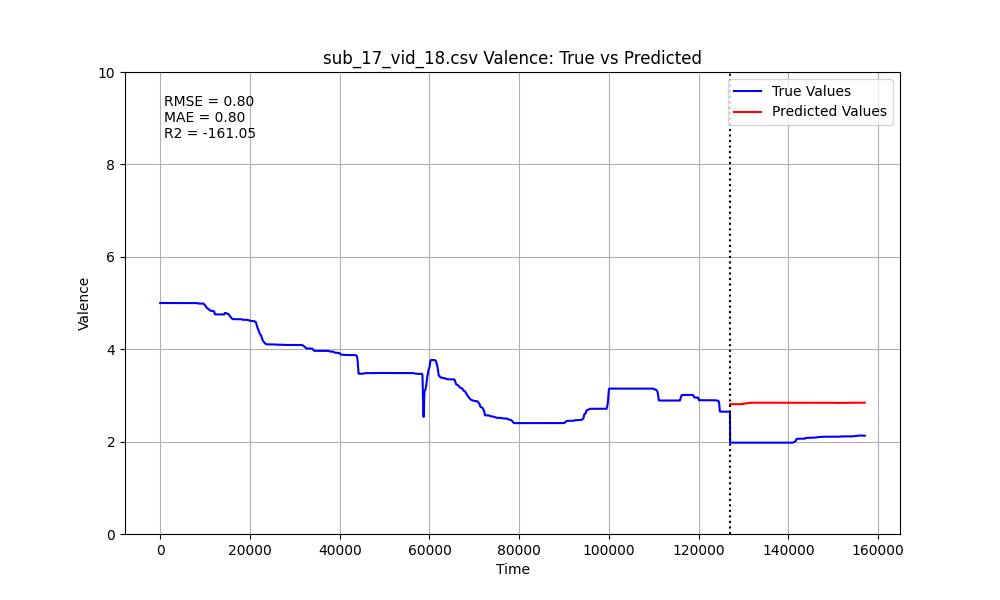 sub_17_vid_18.csv Valence: True vs Predicted
RMSE = 0.80
MAE = 0.80
R2 = -161.05
True Values
Predicted Values
Valence
10
8
6
4
2
0
0 20000 40000 60000 80000 100000 120000 140000 160000
Time